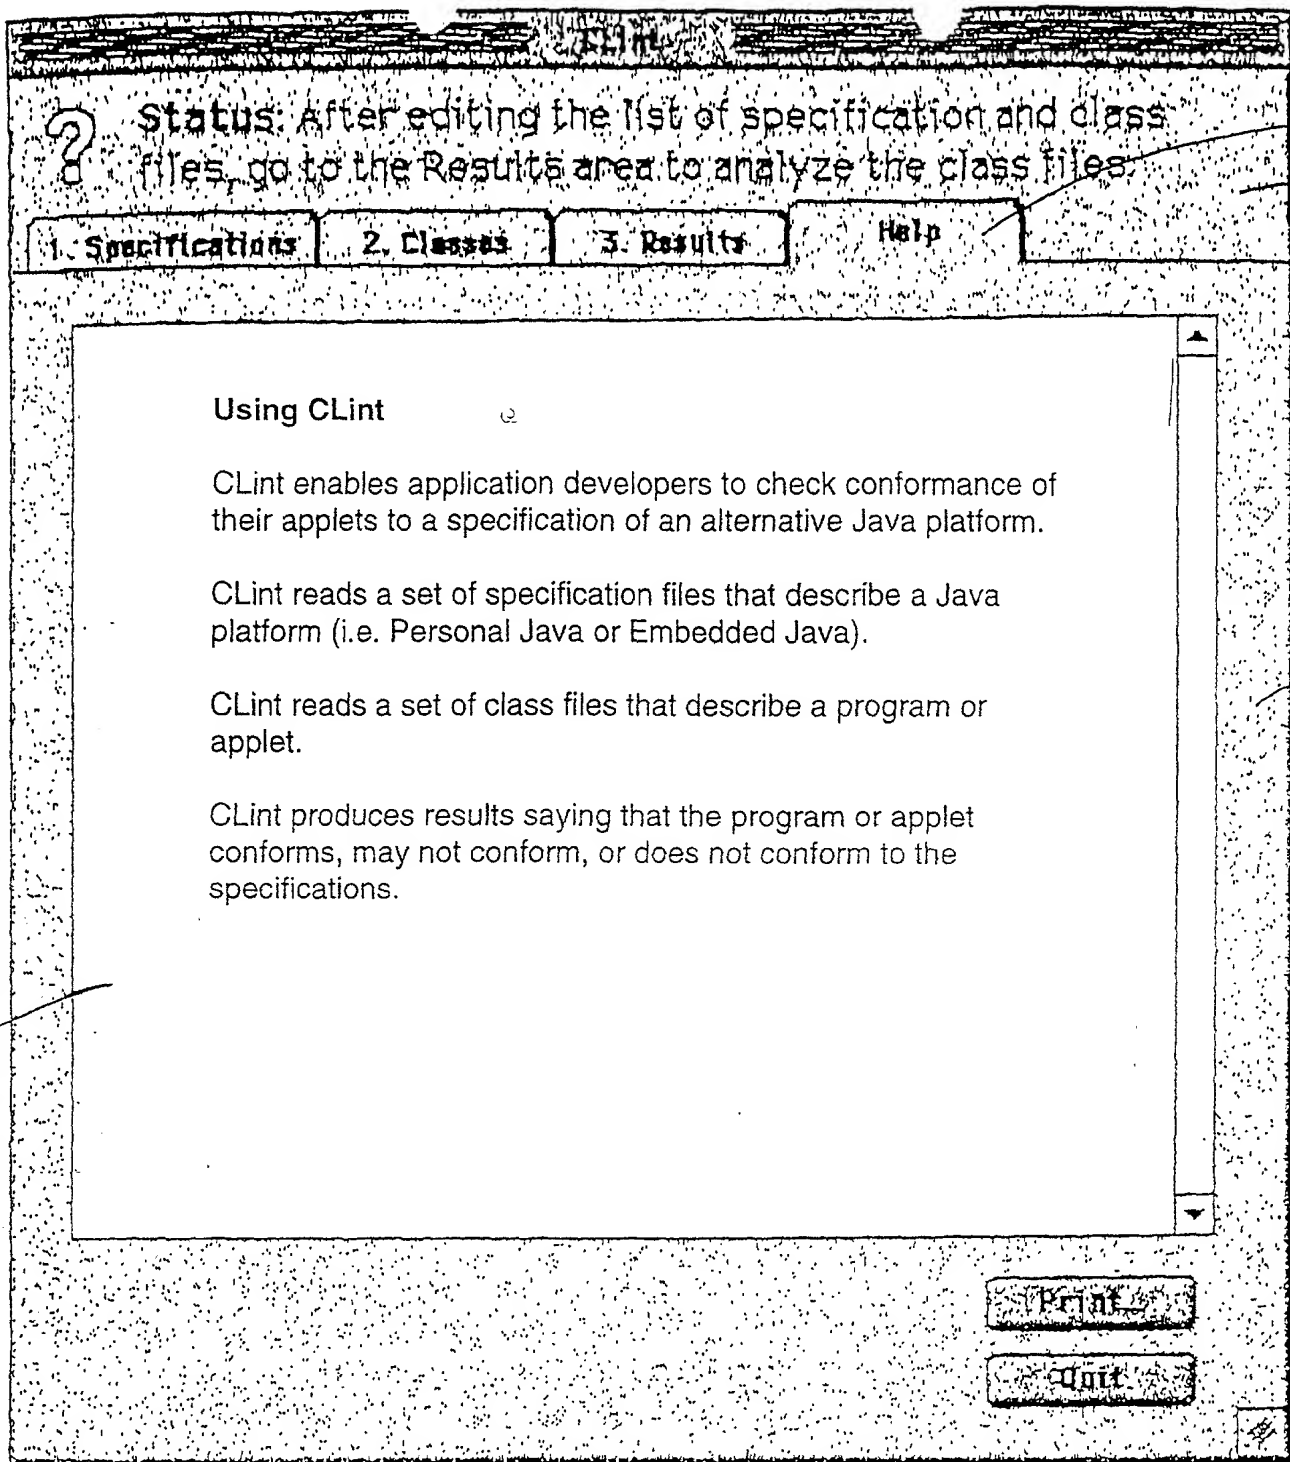 CLint
Status: After editing the list of specification and class
files, go to the Results area to analyze the class files.
1. Specifications 2. Classes 3. Results Help
Using CLint
CLint enables application developers to check conformance of
their applets to a specification of an alternative Java platform.
CLint reads a set of specification files that describe a Java
platform (i.e. Personal Java or Embedded Java).
CLint reads a set of class files that describe a program or
applet.
CLint produces results saying that the program or applet
conforms, may not conform, or does not conform to the
specifications.
Print...
Quit